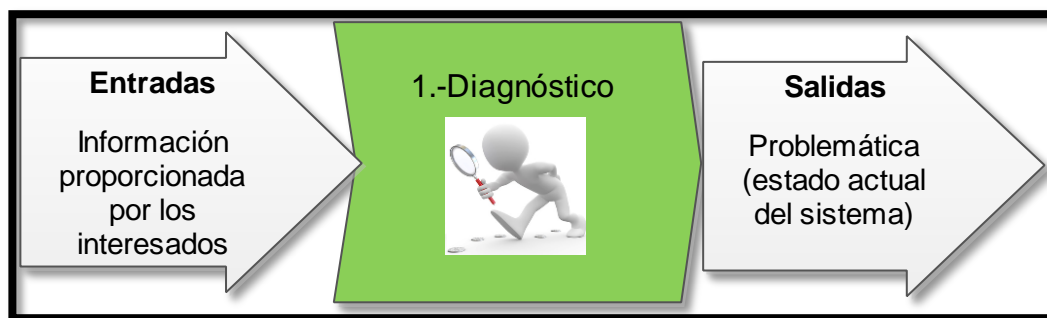 Entradas
Información
proporcionada
por los
interesados
1.-Diagnóstico
Salidas
Problemática
(estado actual
del sistema)